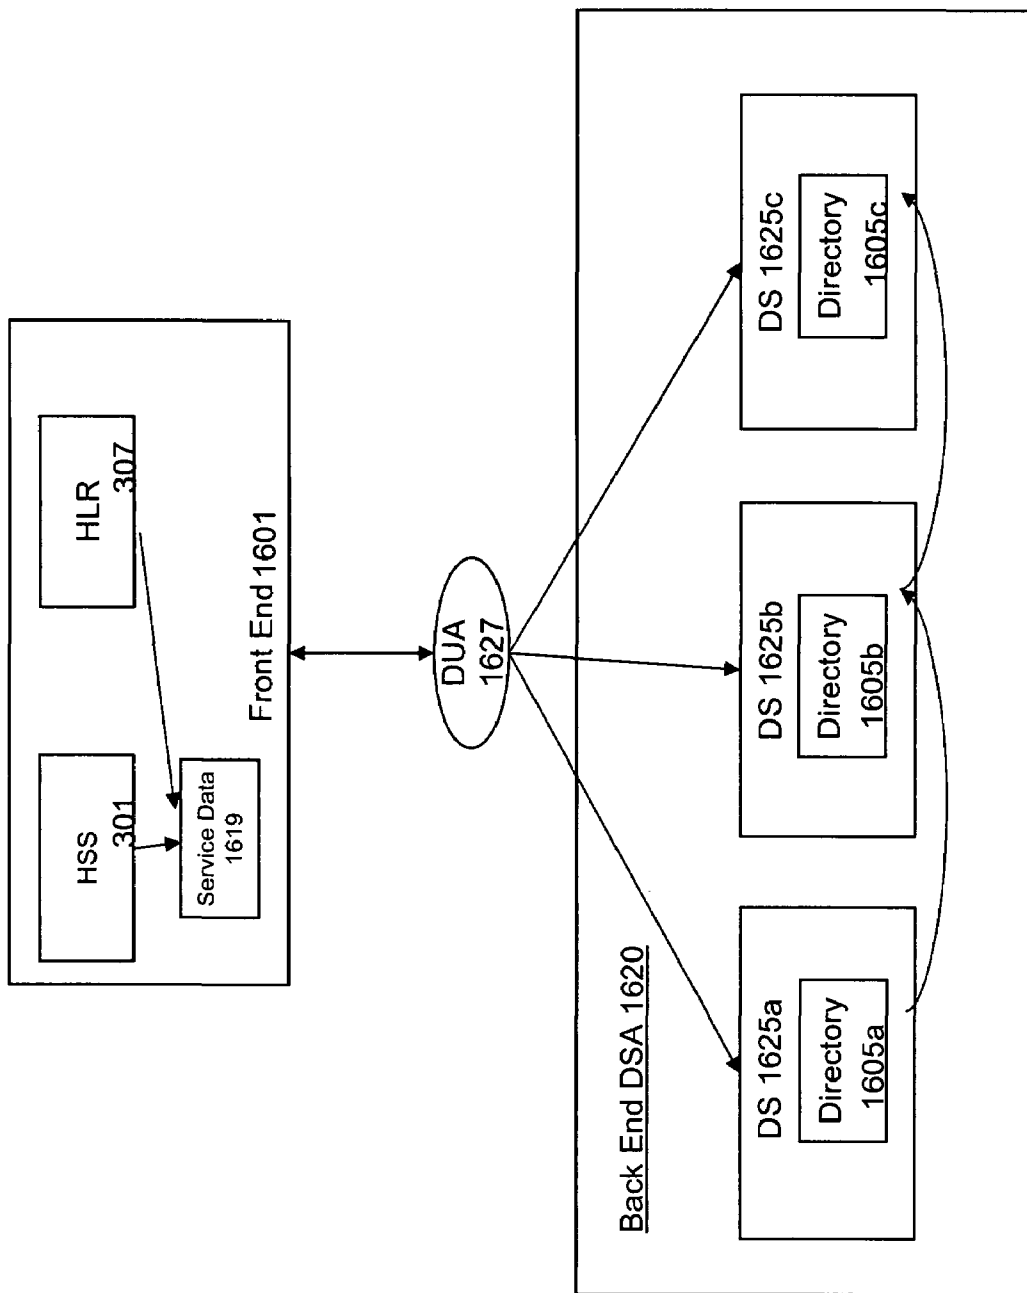 HSS
301
HLR
307
Service Data
1619
Front End 1601
DUA
1627
Back End DSA 1620
DS 1625a
Directory
1605a
DS 1625b
Directory
1605b
DS 1625c
Directory
1605c